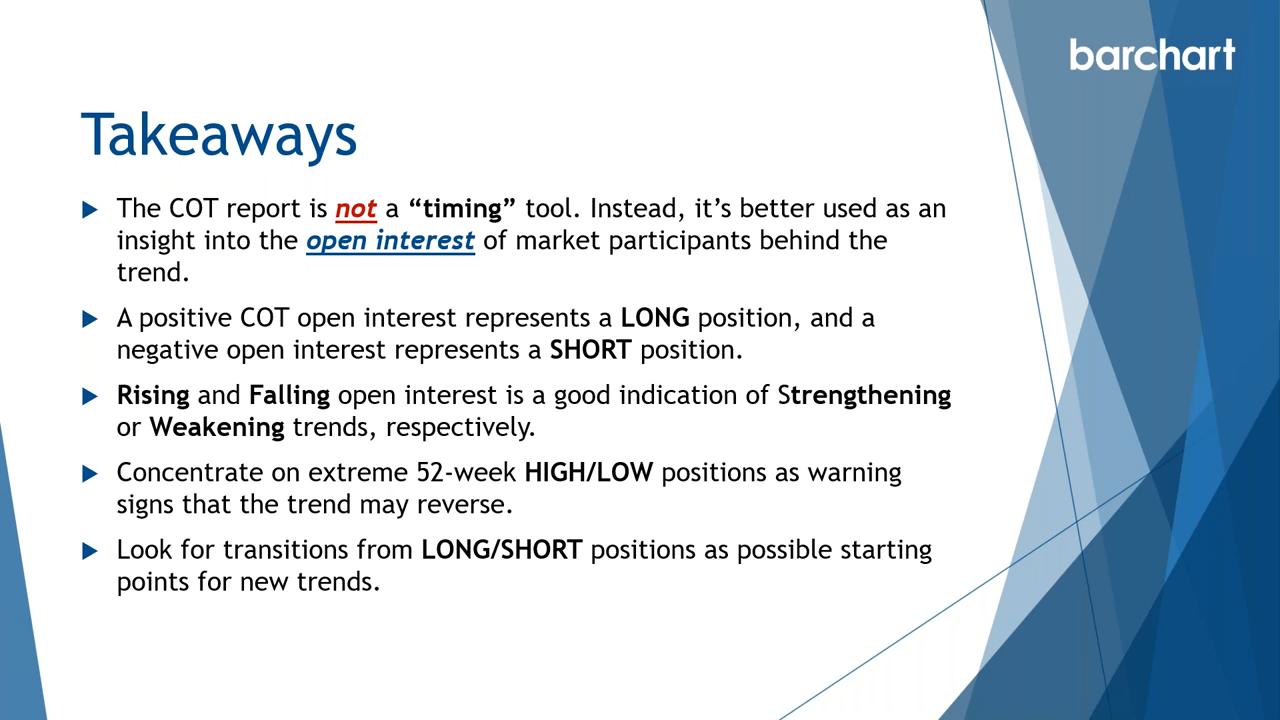 barchart
Takeaways
The COT report is not a “timing” tool. Instead, it’s better used as an
insight into the open interest of market participants behind the
trend.
A positive COT open interest represents a LONG position, and a
negative open interest represents a SHORT position.
Rising and Falling open interest is a good indication of Strengthening
or Weakening trends, respectively.
Concentrate on extreme 52-week HIGH/LOW positions as warning
signs that the trend may reverse.
Look for transitions from LONG/SHORT positions as possible starting
points for new trends.